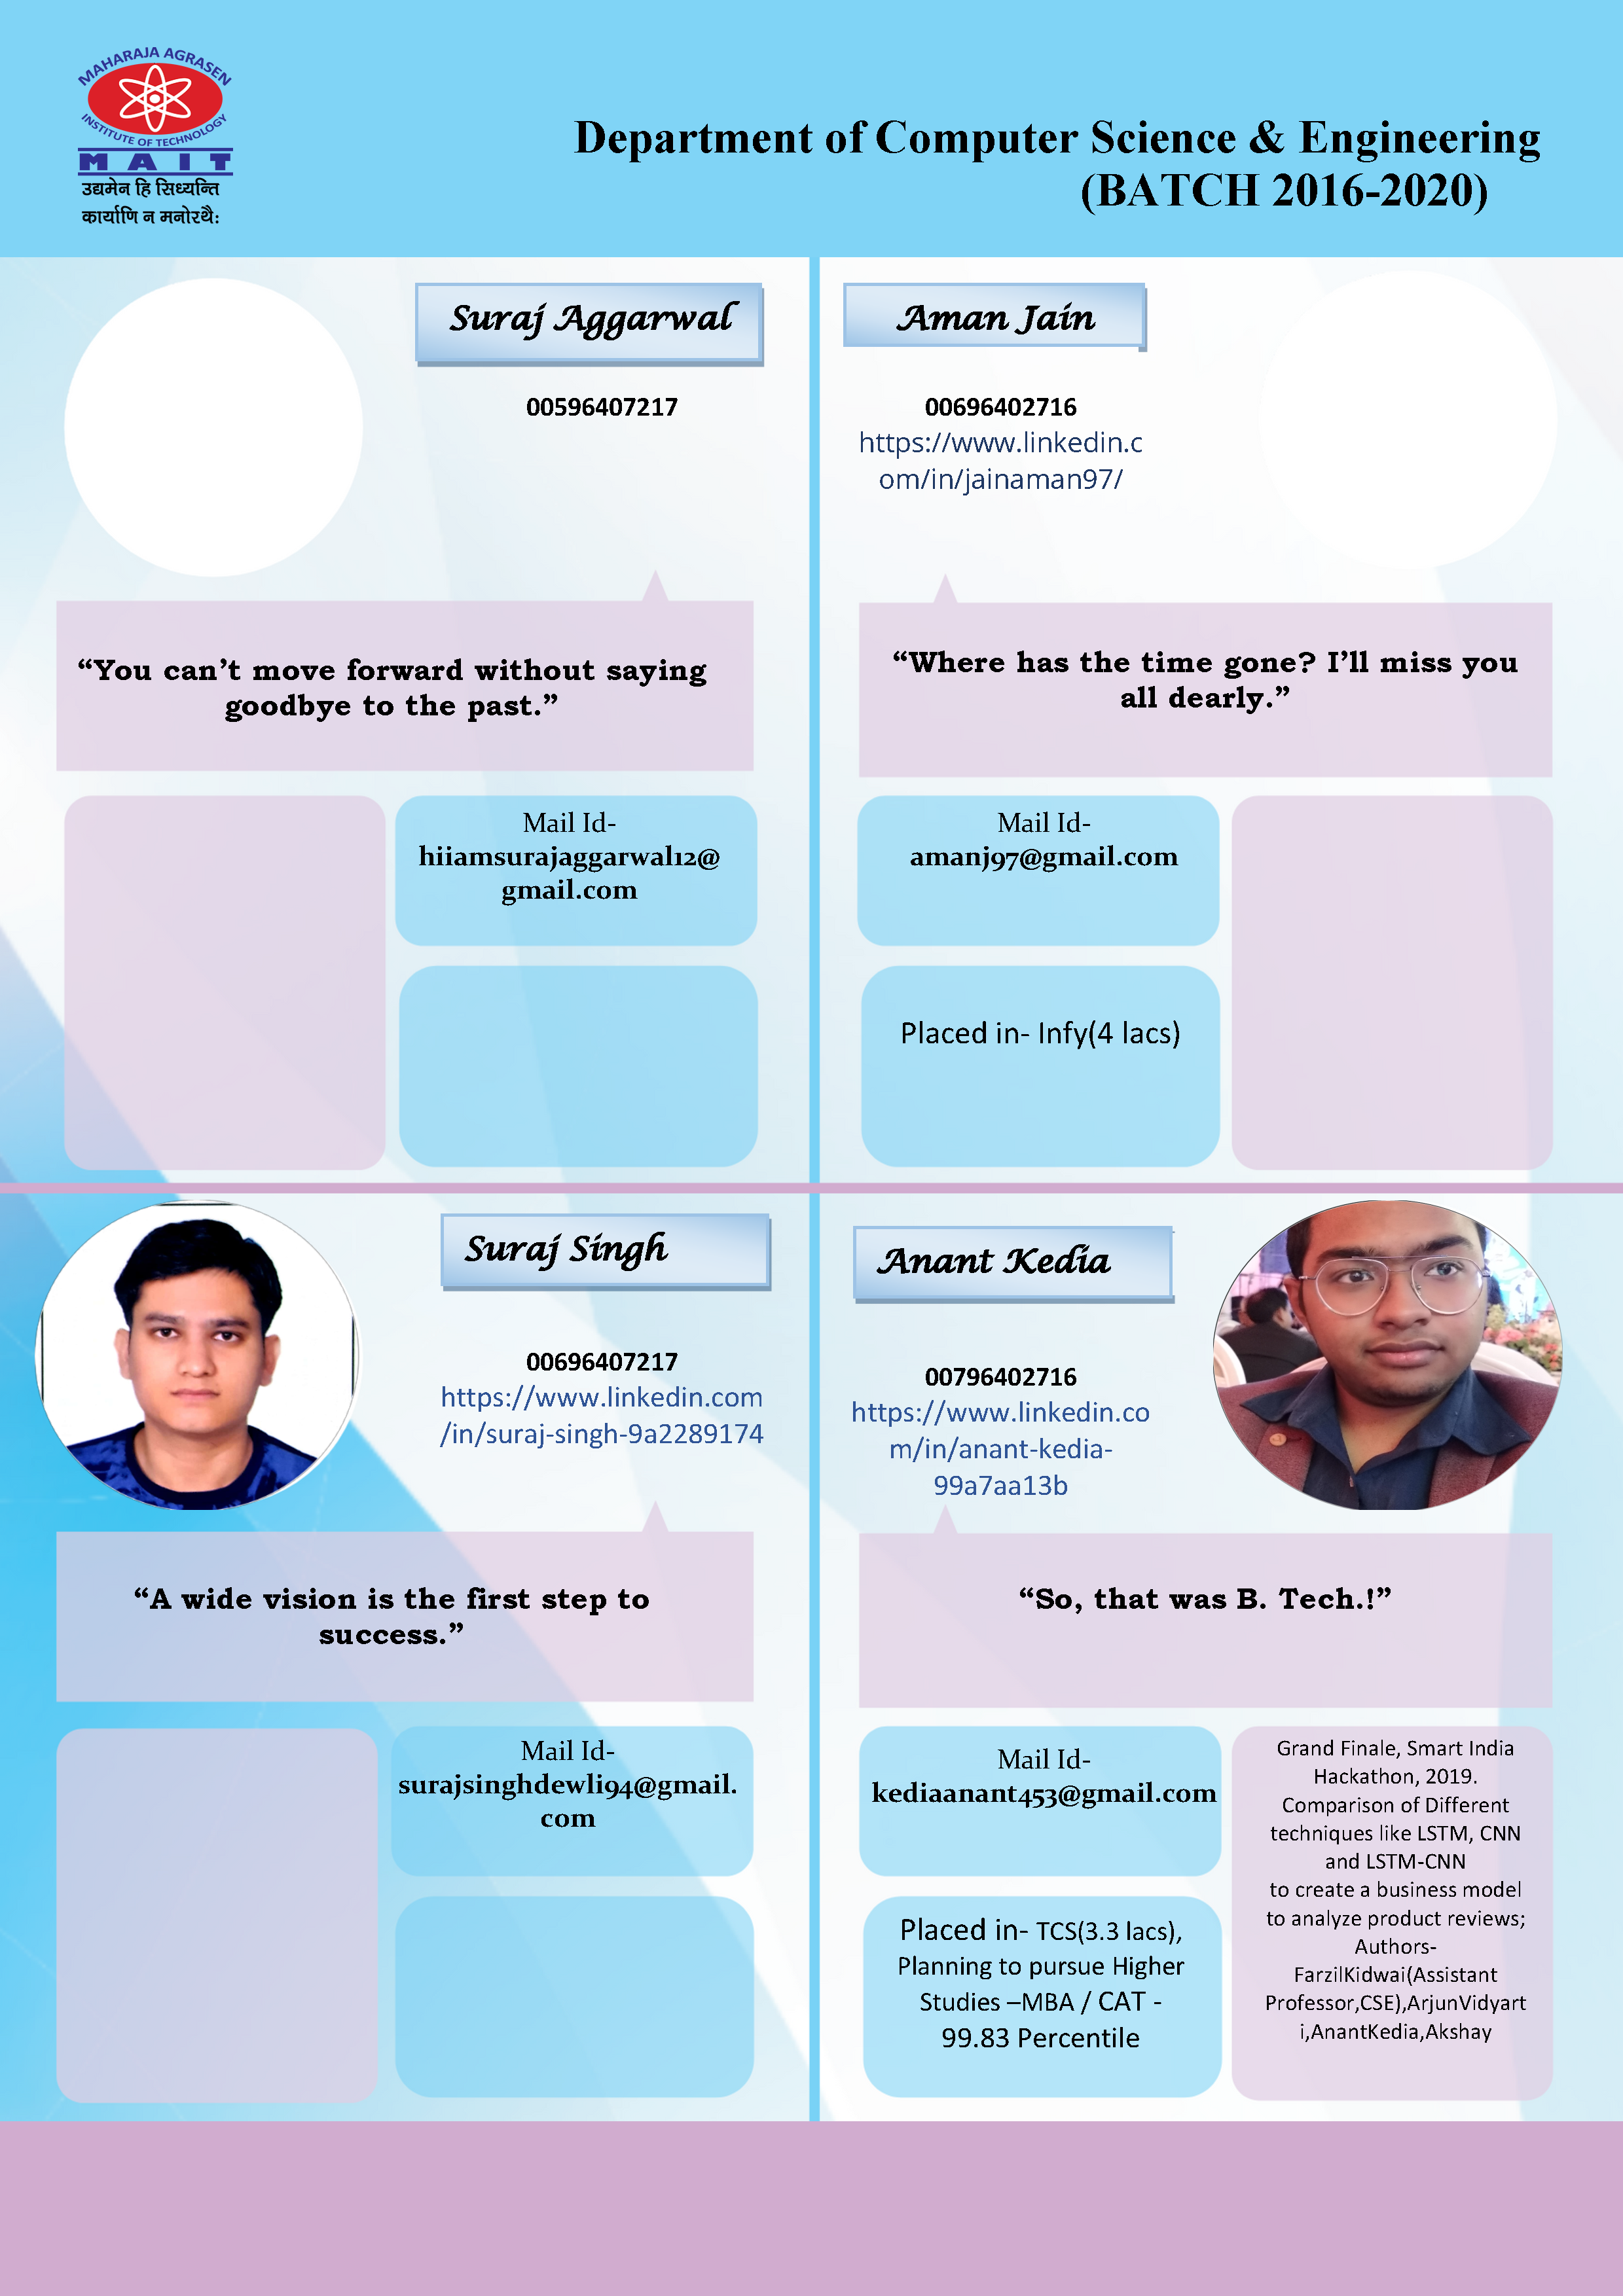 MAHARAJA AGRASEN
INSTITUTE OF TECHNOLOGY
MAIT
उद्यमेन हि सिध्यन्ति
कार्याणि न मनोरथैः
Department of Computer Science & Engineering
(BATCH 2016-2020)
Suraj Aggarwal
00596407217
“You can’t move forward without saying
goodbye to the past.”
Mail Id-
hiiamsurajaggarwal12@
gmail.com
Aman Jain
00696402716
https://www.linkedin.c
om/in/jainaman97/
“Where has the time gone? I’ll miss you
all dearly.”
Mail Id-
amanj97@gmail.com
Placed in- Infy(4 lacs)
Suraj Singh
00696407217
https://www.linkedin.com
/in/suraj-singh-9a2289174
“A wide vision is the first step to
success.”
Mail Id-
surajsinghdewli94@gmail.
com
Anant Kedia
00796402716
https://www.linkedin.co
m/in/anant-kedia-
99a7aa13b
“So, that was B. Tech.!”
Mail Id-
kediaanant453@gmail.com
Placed in- TCS(3.3 lacs),
Planning to pursue Higher
Studies –MBA / CAT -
99.83 Percentile
Grand Finale, Smart India
Hackathon, 2019.
Comparison of Different
techniques like LSTM, CNN
and LSTM-CNN
to create a business model
to analyze product reviews;
Authors-
FarzilKidwai(Assistant
Professor,CSE),ArjunVidyart
i,AnantKedia,Akshay